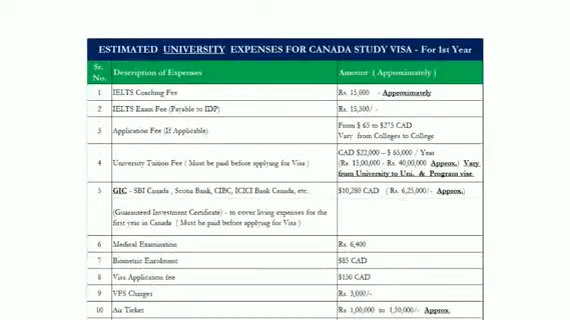 ESTIMATED UNIVERSITY EXPENSES FOR CANADA STUDY VISA - For 1st Year
Sr. No. Description of Expenses Amount ( Approximately )
1 IELTS Coaching Fee Rs. 15,000 - Approximately
2 IELTS Exam Fee (Payable to IDP) Rs. 15,500/ -
3 Application Fee (If Applicable) From $ 65 to $275 CAD
Vary from Colleges to College
4 University Tuition Fee ( Must be paid before applying for Visa ) CAD $22,000 – $ 65,000 / Year
(Rs. 13,00,000 - Rs. 40,00,000 Approx.) Vary
from University to Uni. & Program vise
5 GIC - SBI Canada , Scotia Bank, CIBC, ICICI Bank Canada, etc. $10,280 CAD ( Rs. 6,25,000/- Approx.)
(Guaranteed Investment Certificate) - to cover living expenses for the
first year in Canada ( Must be paid before applying for Visa )
6 Medical Examination Rs. 6,400
7 Biometric Enrolment $85 CAD
8 Visa Application fee $150 CAD
9 VFS Charges Rs. 3,000/-
10 Air Ticket Rs. 1,00,000 to 1,50,000/- Approx.